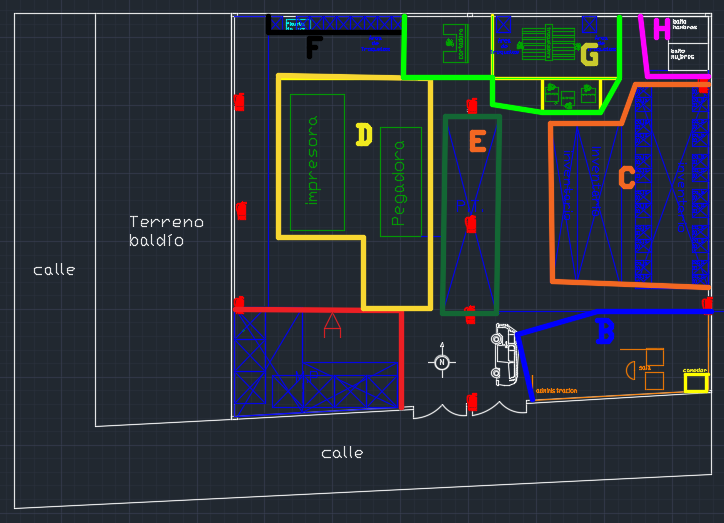 H
baño
hombres
baño
mujeres
F
G
D
E
C
impresora
Pegadora
Terreno
baldío
calle
B
A
N
sala
comedor
administracion
calle